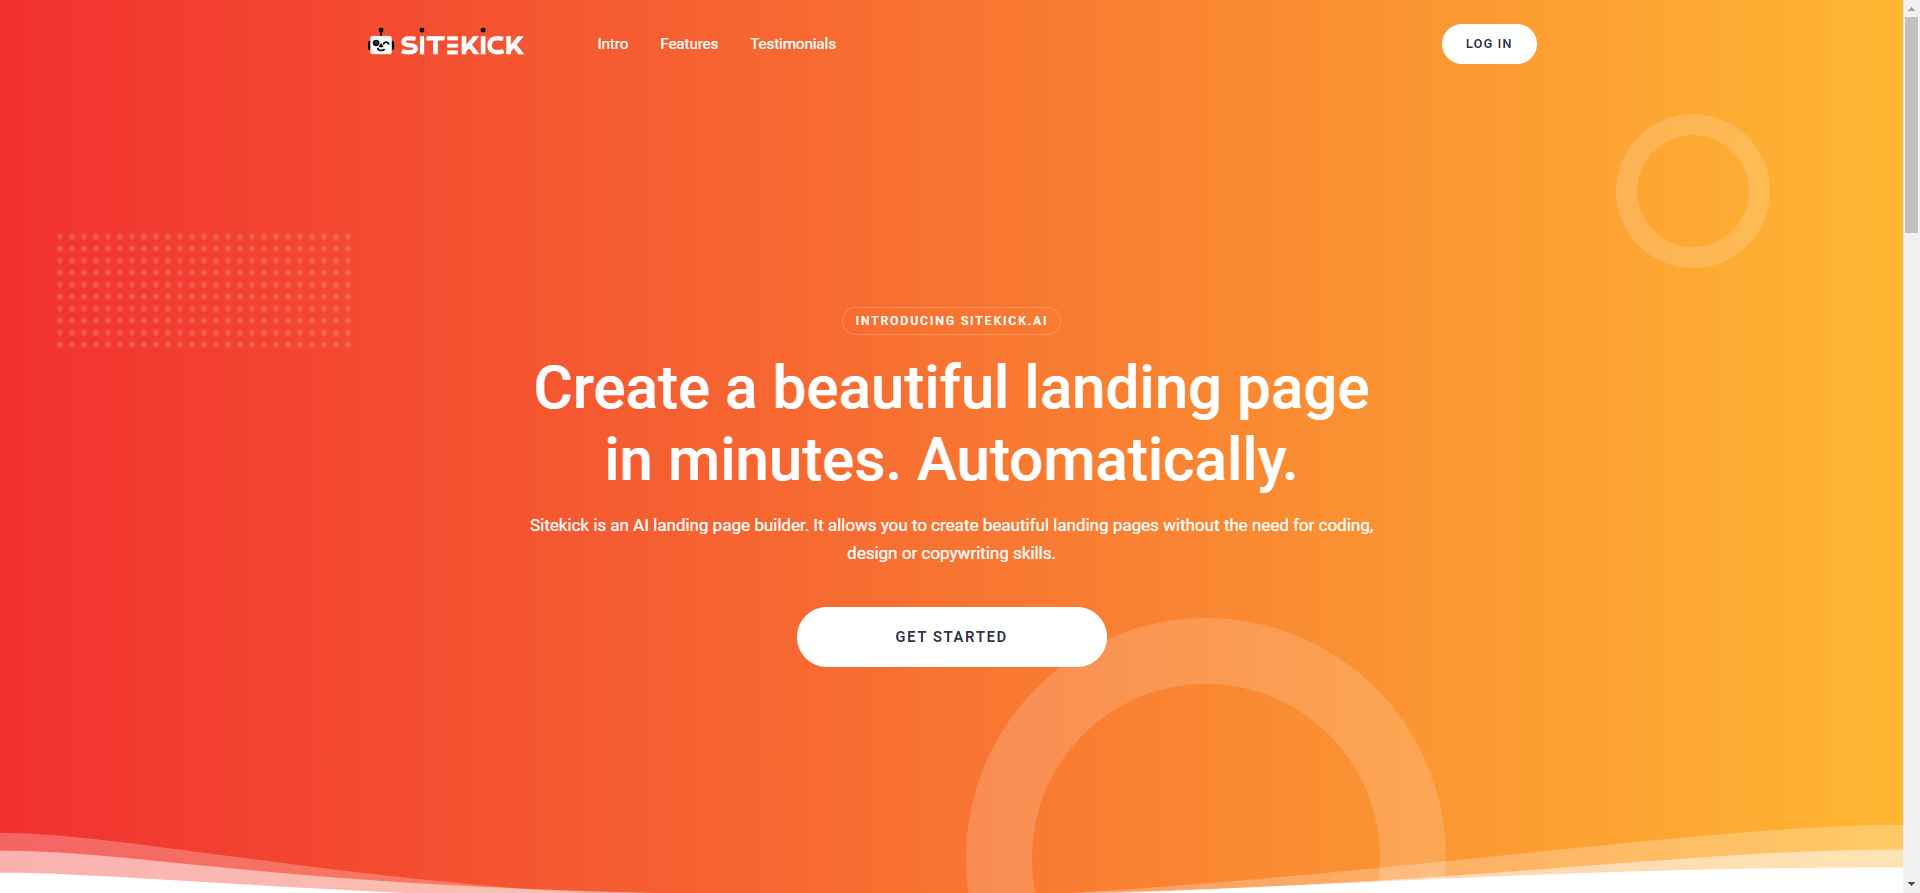 SITEKICK
Intro
Features
Testimonials
LOG IN
INTRODUCING SITEKICK.AI
Create a beautiful landing page
in minutes. Automatically.
Sitekick is an AI landing page builder. It allows you to create beautiful landing pages without the need for coding,
design or copywriting skills.
GET STARTED